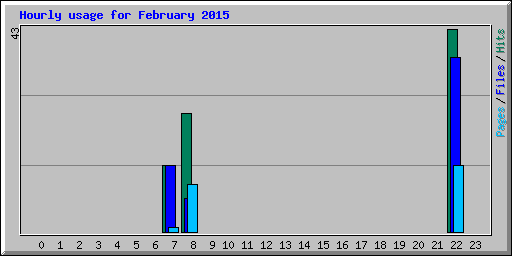 Hourly usage for February 2015
43
Pages/Files/Hits
0 1 2 3 4 5 6 7 8 9 10 11 12 13 14 15 16 17 18 19 20 21 22 23